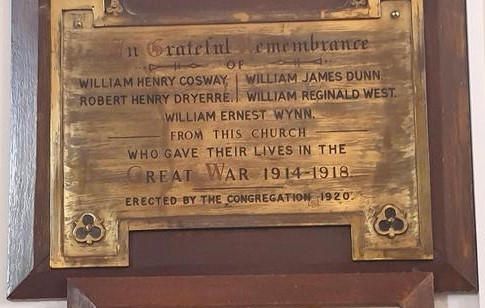 In Grateful Remembrance
OF
WILLIAM HENRY COSWAY. WILLIAM JAMES DUNN.
ROBERT HENRY DRYERRE. WILLIAM REGINALD WEST.
WILLIAM ERNEST WYNN.
FROM THIS CHURCH
WHO GAVE THEIR LIVES IN THE
GREAT WAR 1914-1918.
ERECTED BY THE CONGREGATION 1920.